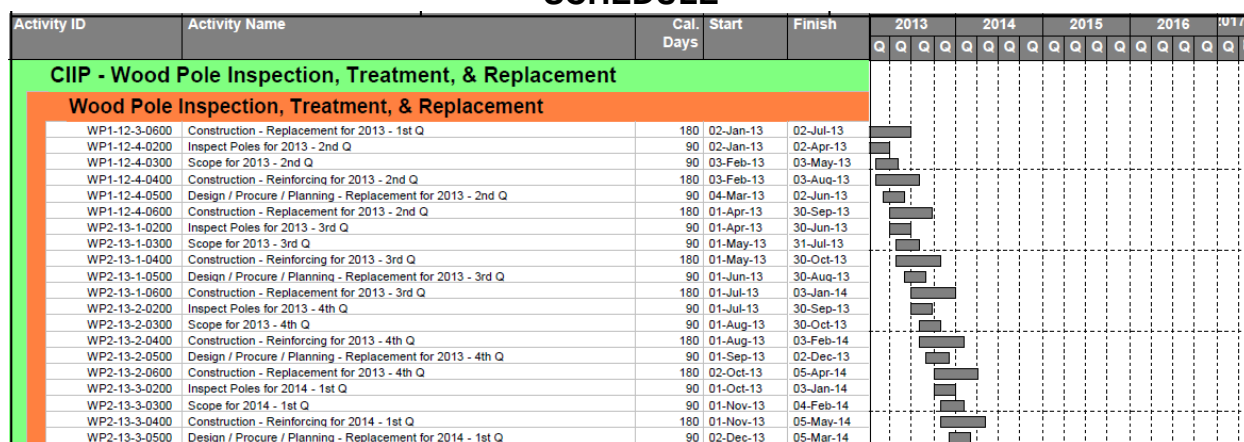 SCHEDULE
Activity ID Activity Name Cal. Days Start Finish 2013 2014 2015 2016 2017
Q Q Q Q Q Q Q Q Q Q Q Q Q Q Q Q Q
CIIP - Wood Pole Inspection, Treatment, & Replacement
Wood Pole Inspection, Treatment, & Replacement
WP1-12-3-0600 Construction - Replacement for 2013 - 1st Q 180 02-Jan-13 02-Jul-13
WP1-12-4-0200 Inspect Poles for 2013 - 2nd Q 90 02-Jan-13 02-Apr-13
WP1-12-4-0300 Scope for 2013 - 2nd Q 90 03-Feb-13 03-May-13
WP1-12-4-0400 Construction - Reinforcing for 2013 - 2nd Q 180 03-Feb-13 03-Aug-13
WP1-12-4-0500 Design / Procure / Planning - Replacement for 2013 - 2nd Q 90 04-Mar-13 02-Jun-13
WP1-12-4-0600 Construction - Replacement for 2013 - 2nd Q 180 01-Apr-13 30-Sep-13
WP2-13-1-0200 Inspect Poles for 2013 - 3rd Q 90 01-Apr-13 30-Jun-13
WP2-13-1-0300 Scope for 2013 - 3rd Q 90 01-May-13 31-Jul-13
WP2-13-1-0400 Construction - Reinforcing for 2013 - 3rd Q 180 01-May-13 30-Oct-13
WP2-13-1-0500 Design / Procure / Planning - Replacement for 2013 - 3rd Q 90 01-Jun-13 30-Aug-13
WP2-13-1-0600 Construction - Replacement for 2013 - 3rd Q 180 01-Jul-13 03-Jan-14
WP2-13-2-0200 Inspect Poles for 2013 - 4th Q 90 01-Jul-13 30-Sep-13
WP2-13-2-0300 Scope for 2013 - 4th Q 90 01-Aug-13 30-Oct-13
WP2-13-2-0400 Construction - Reinforcing for 2013 - 4th Q 180 01-Aug-13 03-Feb-14
WP2-13-2-0500 Design / Procure / Planning - Replacement for 2013 - 4th Q 90 01-Sep-13 02-Dec-13
WP2-13-2-0600 Construction - Replacement for 2013 - 4th Q 180 02-Oct-13 05-Apr-14
WP2-13-3-0200 Inspect Poles for 2014 - 1st Q 90 01-Oct-13 03-Jan-14
WP2-13-3-0300 Scope for 2014 - 1st Q 90 01-Nov-13 04-Feb-14
WP2-13-3-0400 Construction - Reinforcing for 2014 - 1st Q 180 01-Nov-13 05-May-14
WP2-13-3-0500 Design / Procure / Planning - Replacement for 2014 - 1st Q 90 02-Dec-13 05-Mar-14